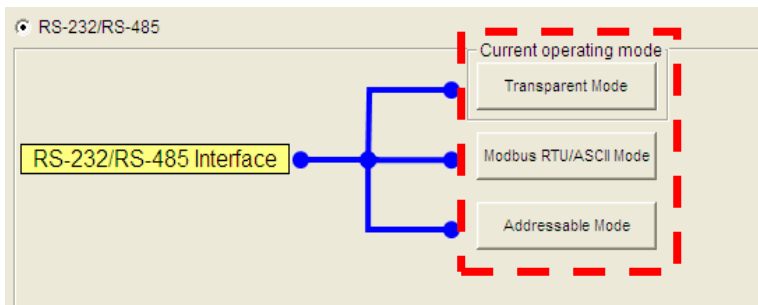 RS-232/RS-485
Current operating mode
Transparent Mode
RS-232/RS-485 Interface
Modbus RTU/ASCII Mode
Addressable Mode